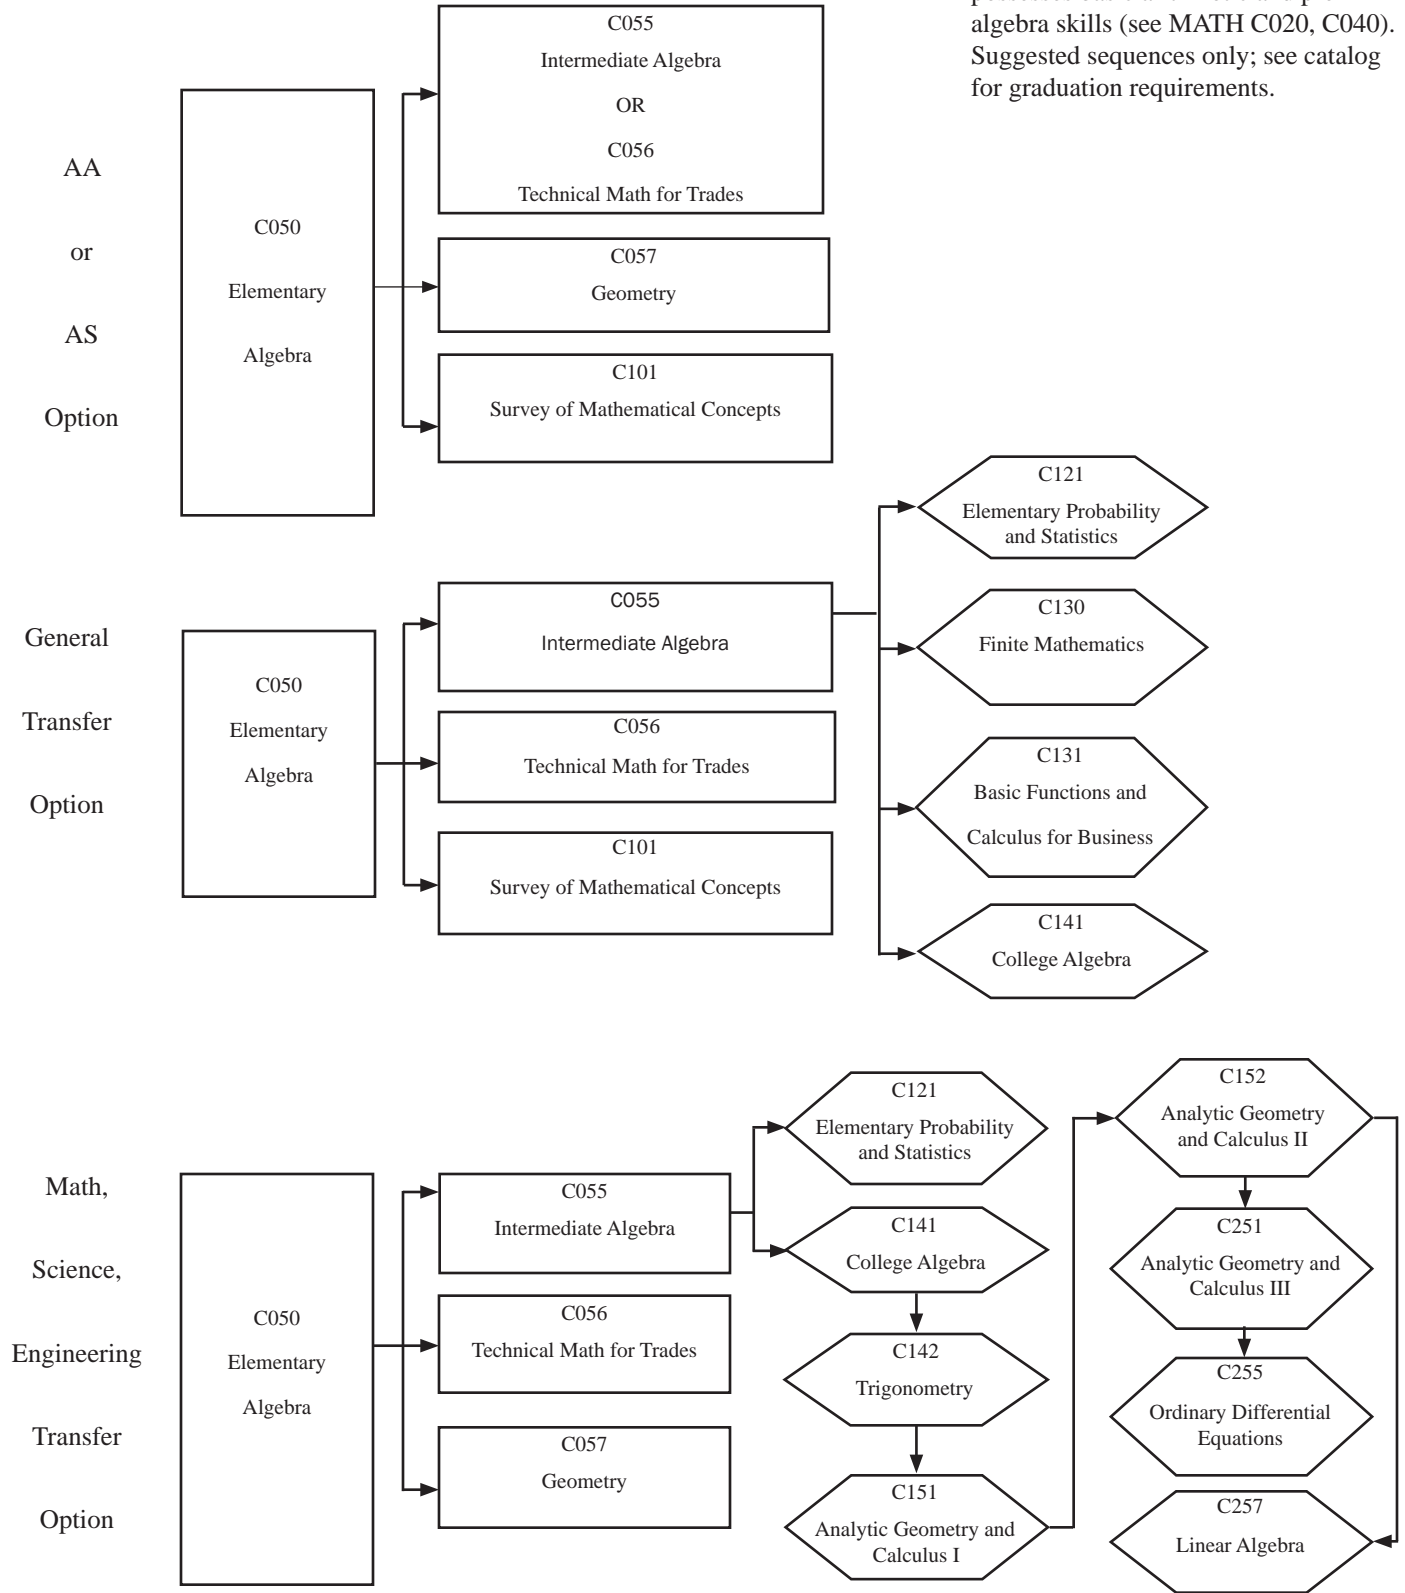 algebra skills (see MATH C020, C040).
Suggested sequences only; see catalog
for graduation requirements.
AA
or
AS
Option
C050
Elementary
Algebra
C055
Intermediate Algebra
OR
C056
Technical Math for Trades
C057
Geometry
C101
Survey of Mathematical Concepts
General
Transfer
Option
C050
Elementary
Algebra
C055
Intermediate Algebra
C056
Technical Math for Trades
C101
Survey of Mathematical Concepts
C121
Elementary Probability
and Statistics
C130
Finite Mathematics
C131
Basic Functions and
Calculus for Business
C141
College Algebra
Math,
Science,
Engineering
Transfer
Option
C050
Elementary
Algebra
C055
Intermediate Algebra
C056
Technical Math for Trades
C057
Geometry
C121
Elementary Probability
and Statistics
C141
College Algebra
C142
Trigonometry
C151
Analytic Geometry and
Calculus I
C152
Analytic Geometry
and Calculus II
C251
Analytic Geometry and
Calculus III
C255
Ordinary Differential
Equations
C257
Linear Algebra